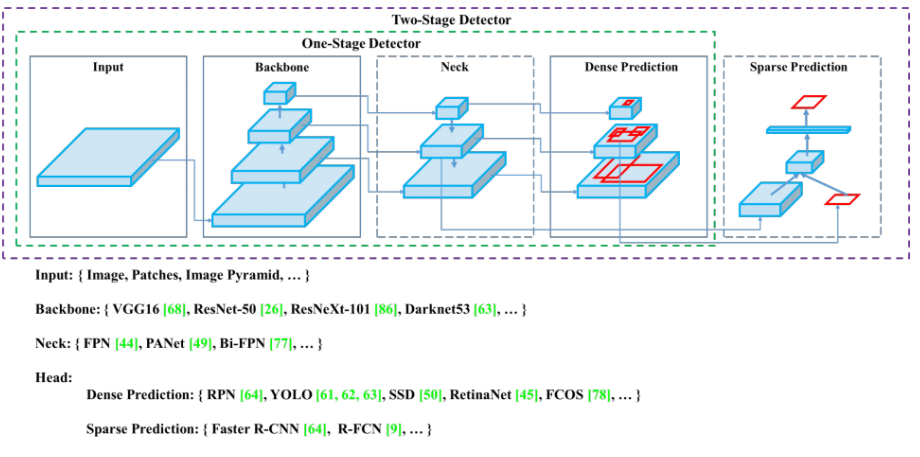 Two-Stage Detector
One-Stage Detector
Input
Backbone
Neck
Dense Prediction
Sparse Prediction
Input: { Image, Patches, Image Pyramid, … }
Backbone: { VGG16 [68], ResNet-50 [26], ResNeXt-101 [86], Darknet53 [63], … }
Neck: { FPN [44], PANet [49], Bi-FPN [77], … }
Head:
Dense Prediction: { RPN [64], YOLO [61, 62, 63], SSD [50], RetinaNet [45], FCOS [78], … }
Sparse Prediction: { Faster R-CNN [64], R-FCN [9], … }